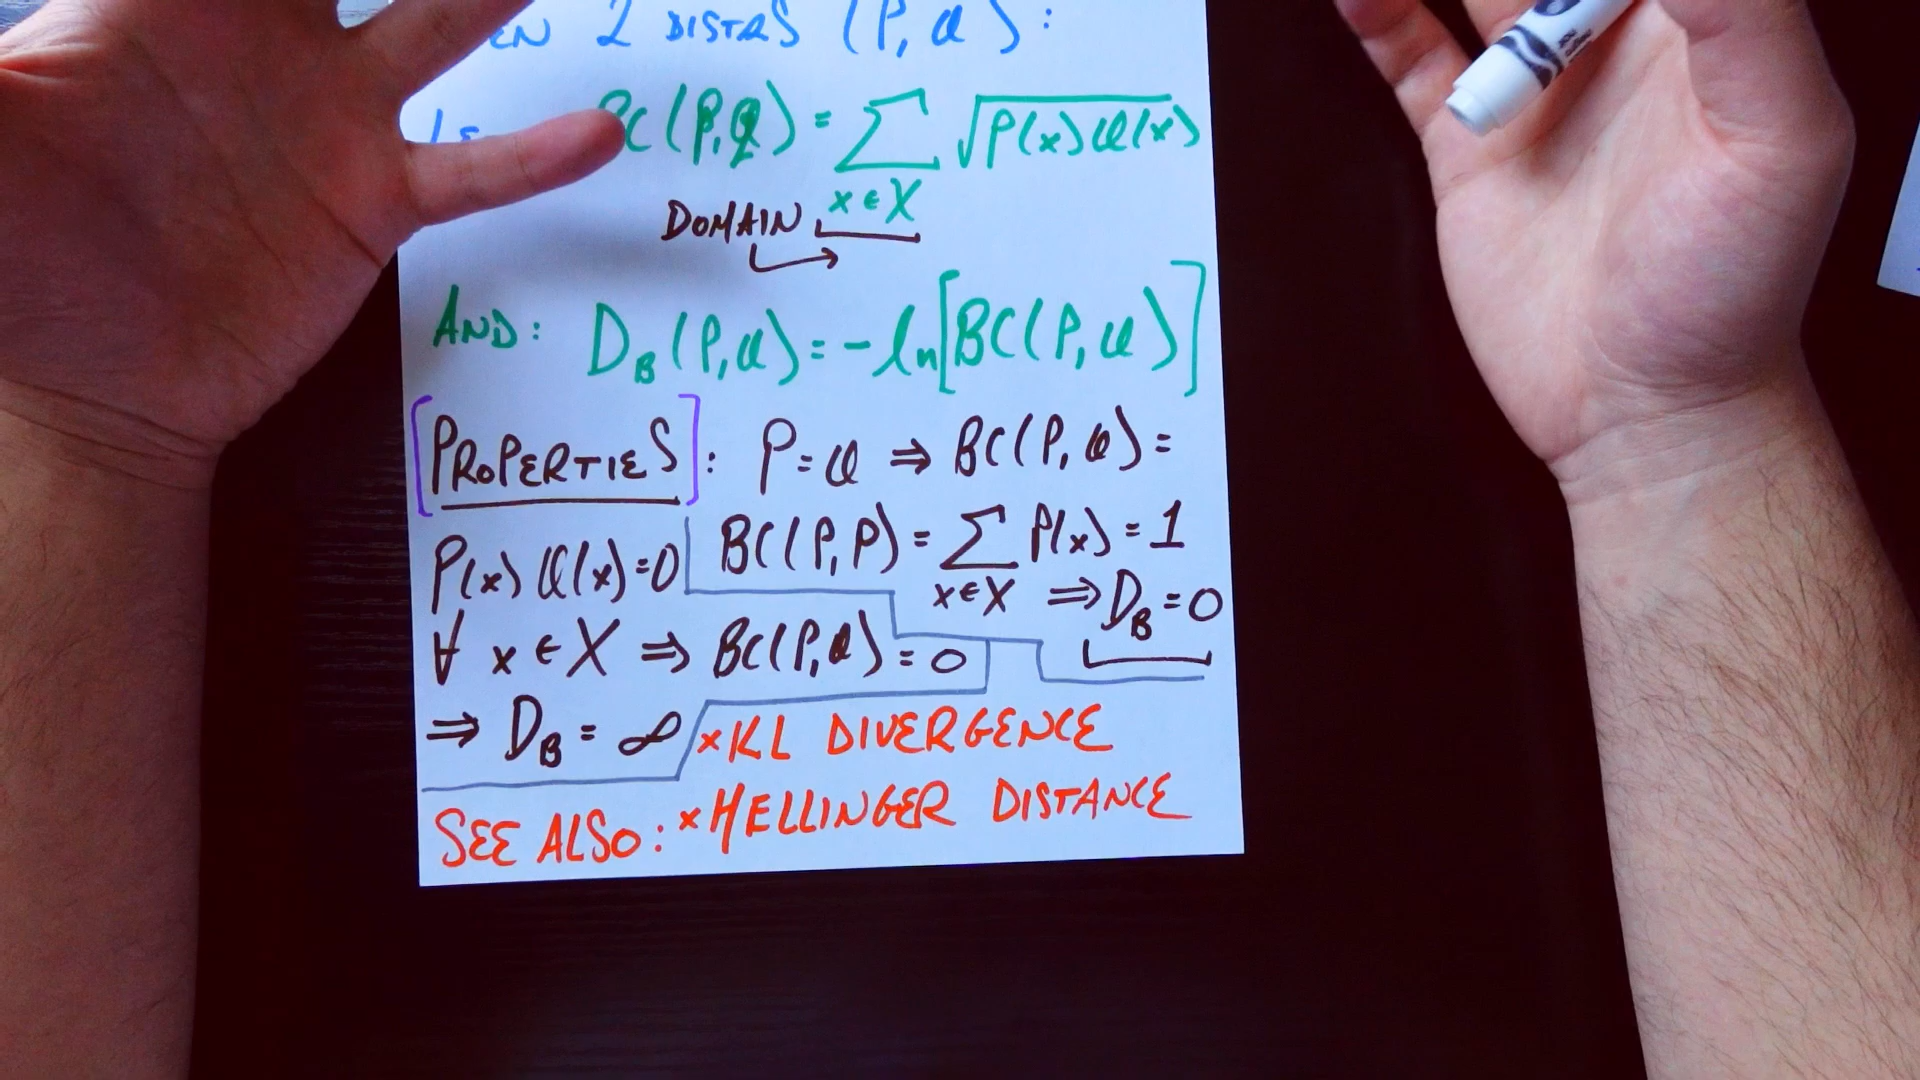 2 DISTRS (P, Q):
BC(P,Q) = ∑ √P(x)Q(x)
x ∈ X
DOMAIN
AND: D_B(P,Q) = -ln[BC(P,Q)]
[PROPERTIES]: P=Q ⇒ BC(P,Q)=
BC(P,P) = ∑ P(x) = 1
x∈X ⇒ D_B = 0
P(x)Q(x)=0
∀ x ∈ X ⇒ BC(P,Q) = 0
⇒ D_B = ∞
SEE ALSO: × KL DIVERGENCE
× HELLINGER DISTANCE